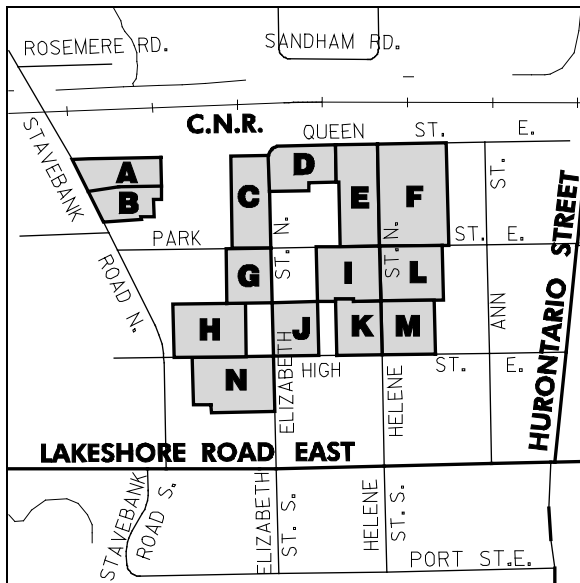 ROSEMERE RD.
SANDHAM RD.
C.N.R.
QUEEN ST. E.
STAVEBANK ROAD N.
A
B
C
D
E
F
ST.
ANN
HURONTARIO STREET
PARK ST. E.
ST. N.
ST. N.
G
I
L
H
J
K
M
ELIZABETH
HELENE
HIGH ST. E.
N
LAKESHORE ROAD EAST
STAVEBANK ROAD S.
ELIZABETH ST. S.
HELENE ST. S.
PORT ST.E.